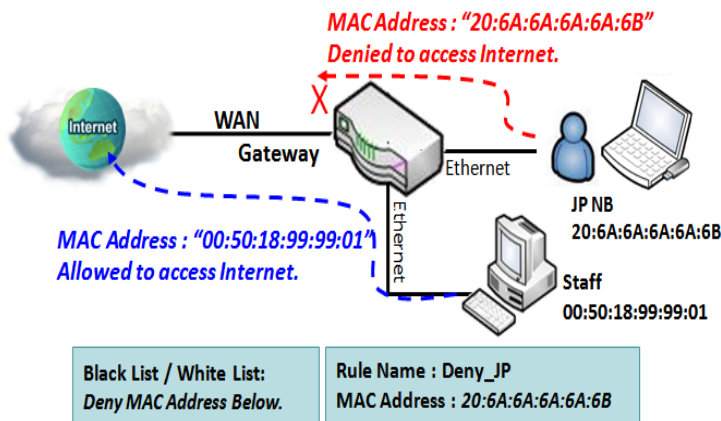 MAC Address : "20:6A:6A:6A:6A:6B"
Denied to access Internet.
Internet
WAN
Gateway
Ethernet
Ethernet
JP NB
20:6A:6A:6A:6A:6B
MAC Address : "00:50:18:99:99:01"
Allowed to access Internet.
Staff
00:50:18:99:99:01
Black List / White List:
Deny MAC Address Below.
Rule Name : Deny_JP
MAC Address : 20:6A:6A:6A:6A:6B